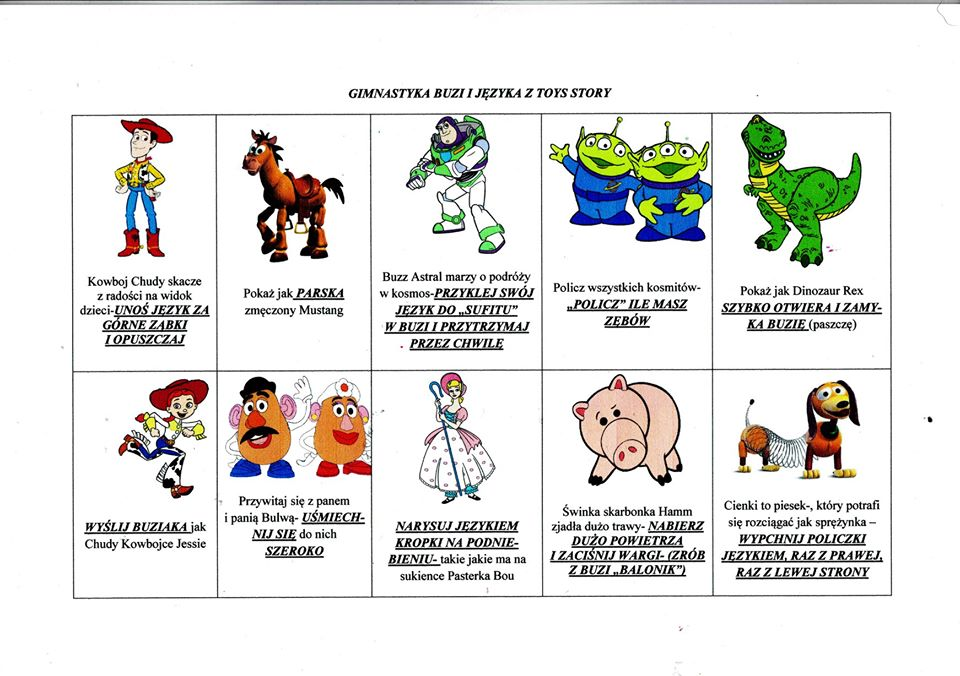 GIMNASTYKA BUZI I JĘZYKA Z TOYS STORY
Kowboj Chudy skacze
z radości na widok
dzieci-UNOŚ JĘZYK ZA
GÓRNE ZĄBKI
I OPUSZCZAJ
Pokaż jak PARSKA
zmęczony Mustang
Buzz Astral marzy o podróży
w kosmos-PRZYKLEJ SWÓJ
JĘZYK DO „SUFITU”
W BUZI I PRZYTRZYMAJ
PRZEZ CHWILĘ
Policz wszystkich kosmitów-
„POLICZ” ILE MASZ
ZĘBÓW
Pokaż jak Dinozaur Rex
SZYBKO OTWIERA I ZAMY-
KA BUZIĘ (paszczę)
WYŚLIJ BUZIAKA jak
Chudy Kowbojce Jessie
Przywitaj się z panem
i panią Bulwą- UŚMIECH-
NIJ SIĘ do nich
SZEROKO
NARYSUJ JĘZYKIEM
KROPKI NA PODNIE-
BIENIU- takie jakie ma na
sukience Pasterka Bou
Świnka skarbonka Hamm
zjadła dużo trawy- NABIERZ
DUŻO POWIETRZA
I ZACIŚNIJ WARGI- (ZRÓB
Z BUZI „BALONIK”)
Cienki to piesek-, który potrafi
się rozciągać jak sprężynka –
WYPCHNIJ POLICZKI
JĘZYKIEM, RAZ Z PRAWEJ,
RAZ Z LEWEJ STRONY